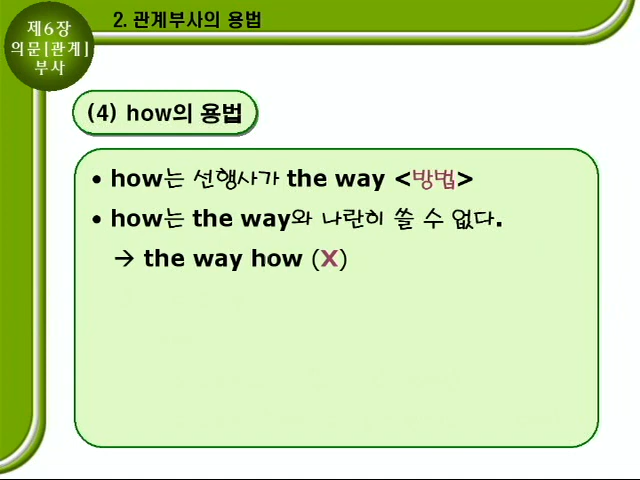 제6장
의문[관계]
부사
2. 관계부사의 용법
(4) how의 용법
• how는 선행사가 the way <방법>
• how는 the way와 나란히 쓸 수 없다.
→ the way how (X)